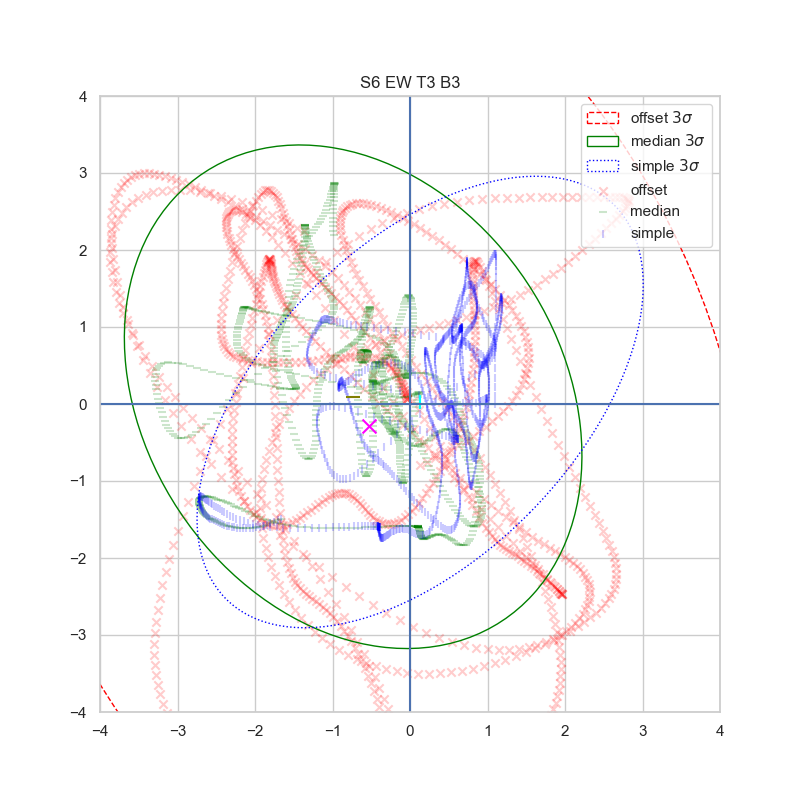 S6 EW T3 B3
4
3
2
1
0
−1
−2
−3
−4
−4
−3
−2
−1
0
1
2
3
4
offset 3σ
median 3σ
simple 3σ
offset
median
simple